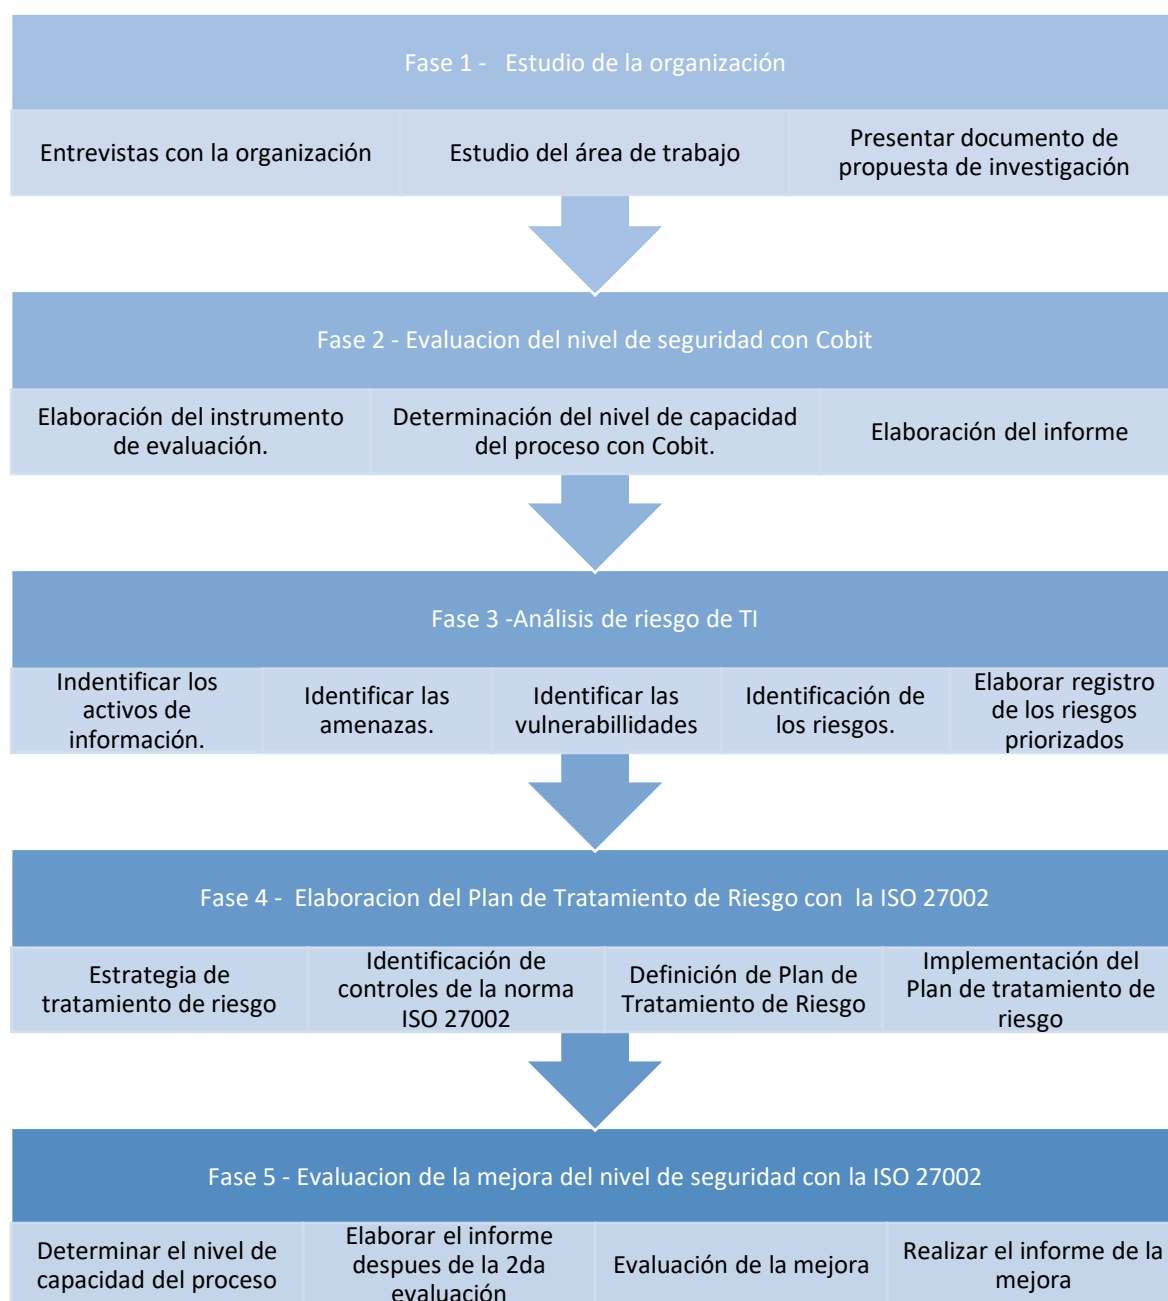 Fase 1 - Estudio de la organización
Entrevistas con la organización
Estudio del área de trabajo
Presentar documento de
propuesta de investigación
Fase 2 - Evaluacion del nivel de seguridad con Cobit
Elaboración del instrumento
de evaluación.
Determinación del nivel de capacidad
del proceso con Cobit.
Elaboración del informe
Fase 3 -Análisis de riesgo de TI
Indentificar los
activos de
información.
Identificar las
amenazas.
Identificar las
vulnerabillidades
Identificación de
los riesgos.
Elaborar registro
de los riesgos
priorizados
Fase 4 - Elaboracion del Plan de Tratamiento de Riesgo con la ISO 27002
Estrategia de
tratamiento de riesgo
Identificación de
controles de la norma
ISO 27002
Definición de Plan de
Tratamiento de Riesgo
Implementación del
Plan de tratamiento de
riesgo
Fase 5 - Evaluacion de la mejora del nivel de seguridad con la ISO 27002
Determinar el nivel de
capacidad del proceso
Elaborar el informe
despues de la 2da
evaluación
Evaluación de la mejora
Realizar el informe de la
mejora